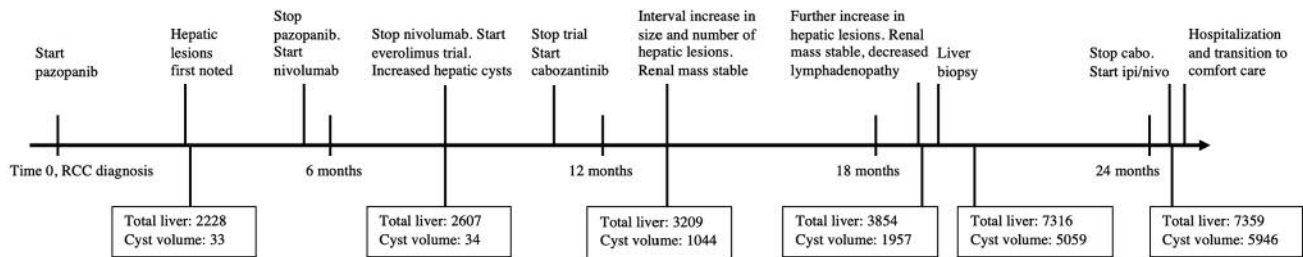 Start
pazopanib
Hepatic
lesions
first noted
Stop
pazopanib.
Start
nivolumab
Stop nivolumab. Start
everolimus trial.
Increased hepatic cysts
Stop trial
Start
cabozantinib
Interval increase in
size and number of
hepatic lesions.
Renal mass stable
Further increase in
hepatic lesions. Renal
mass stable, decreased
lymphadenopathy
Liver
biopsy
Stop cabo.
Start ipi/nivo
Hospitalization
and transition to
comfort care
Time 0, RCC diagnosis
6 months
12 months
18 months
24 months
Total liver: 2228
Cyst volume: 33
Total liver: 2607
Cyst volume: 34
Total liver: 3209
Cyst volume: 1044
Total liver: 3854
Cyst volume: 1957
Total liver: 7316
Cyst volume: 5059
Total liver: 7359
Cyst volume: 5946